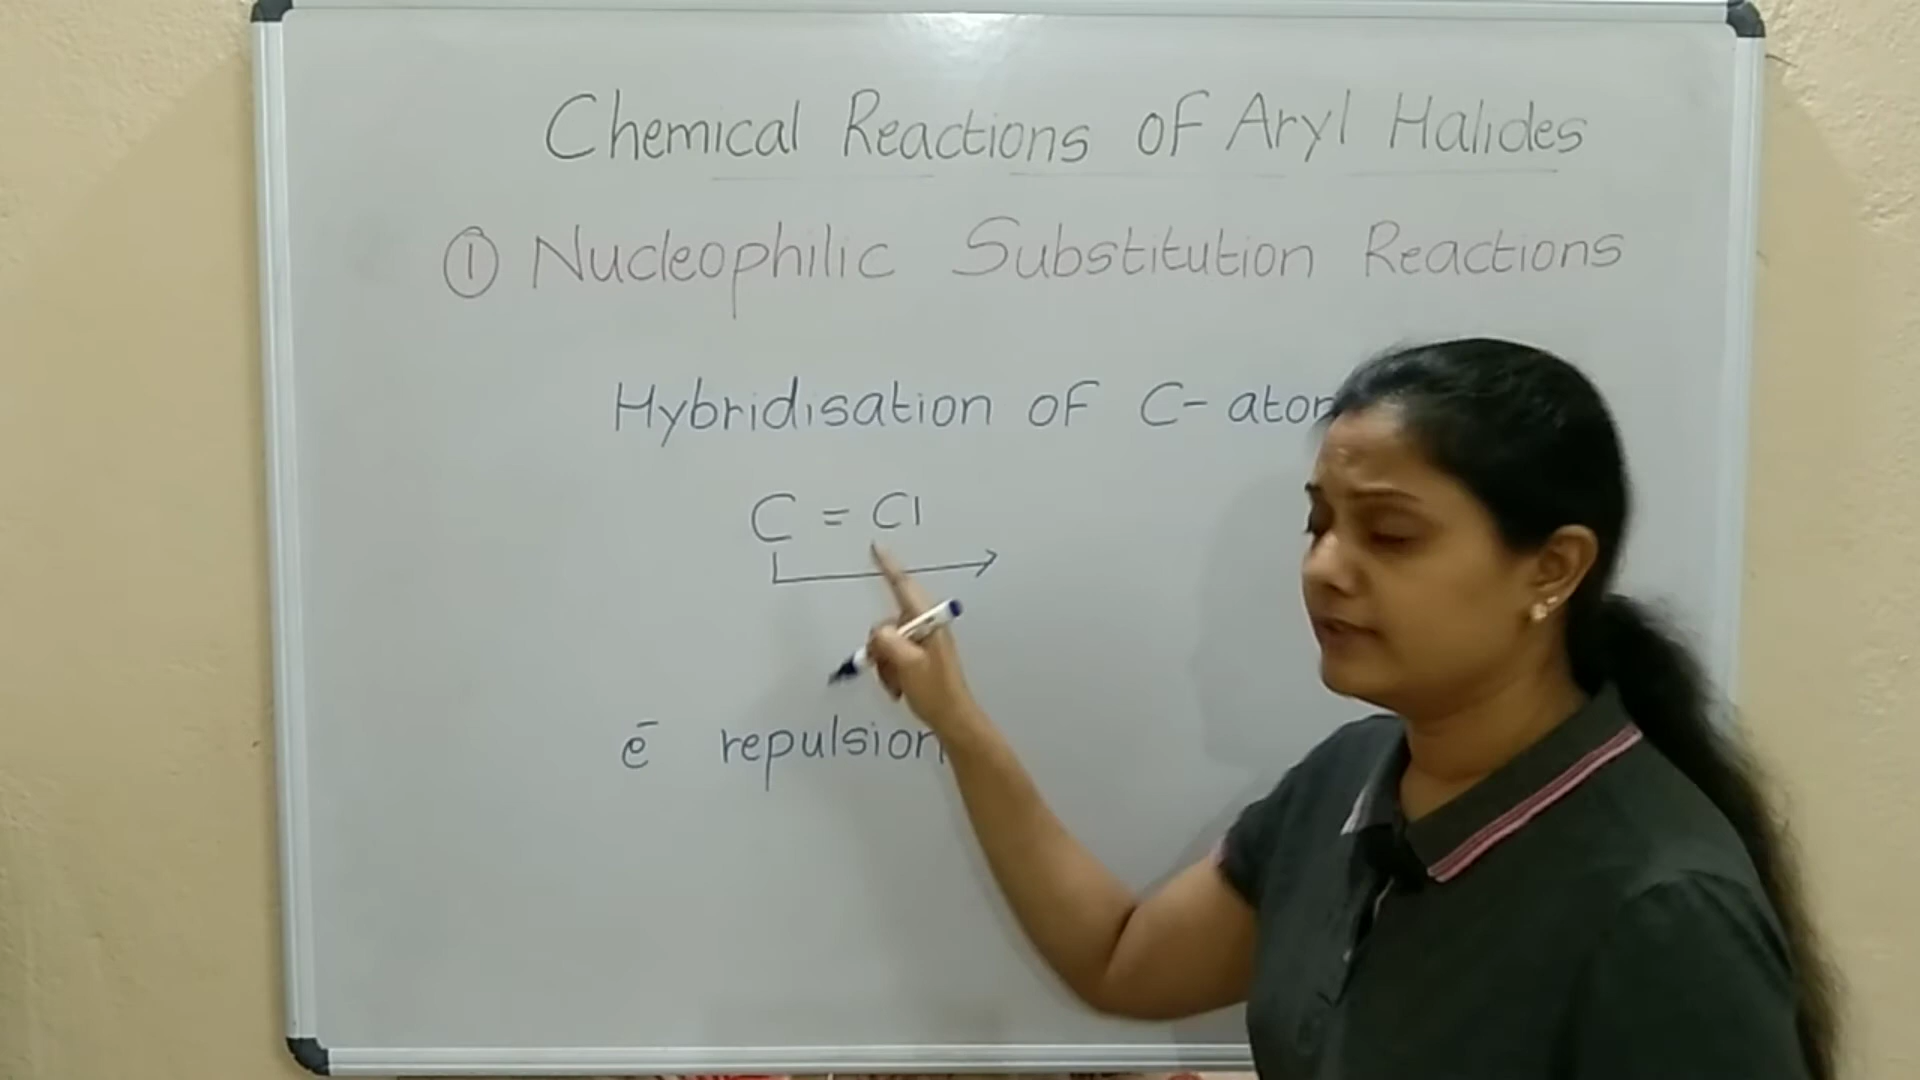 Chemical Reactions of Aryl Halides
① Nucleophilic Substitution Reactions
Hybridisation of C-
C = Cl
e⁻ repulsion